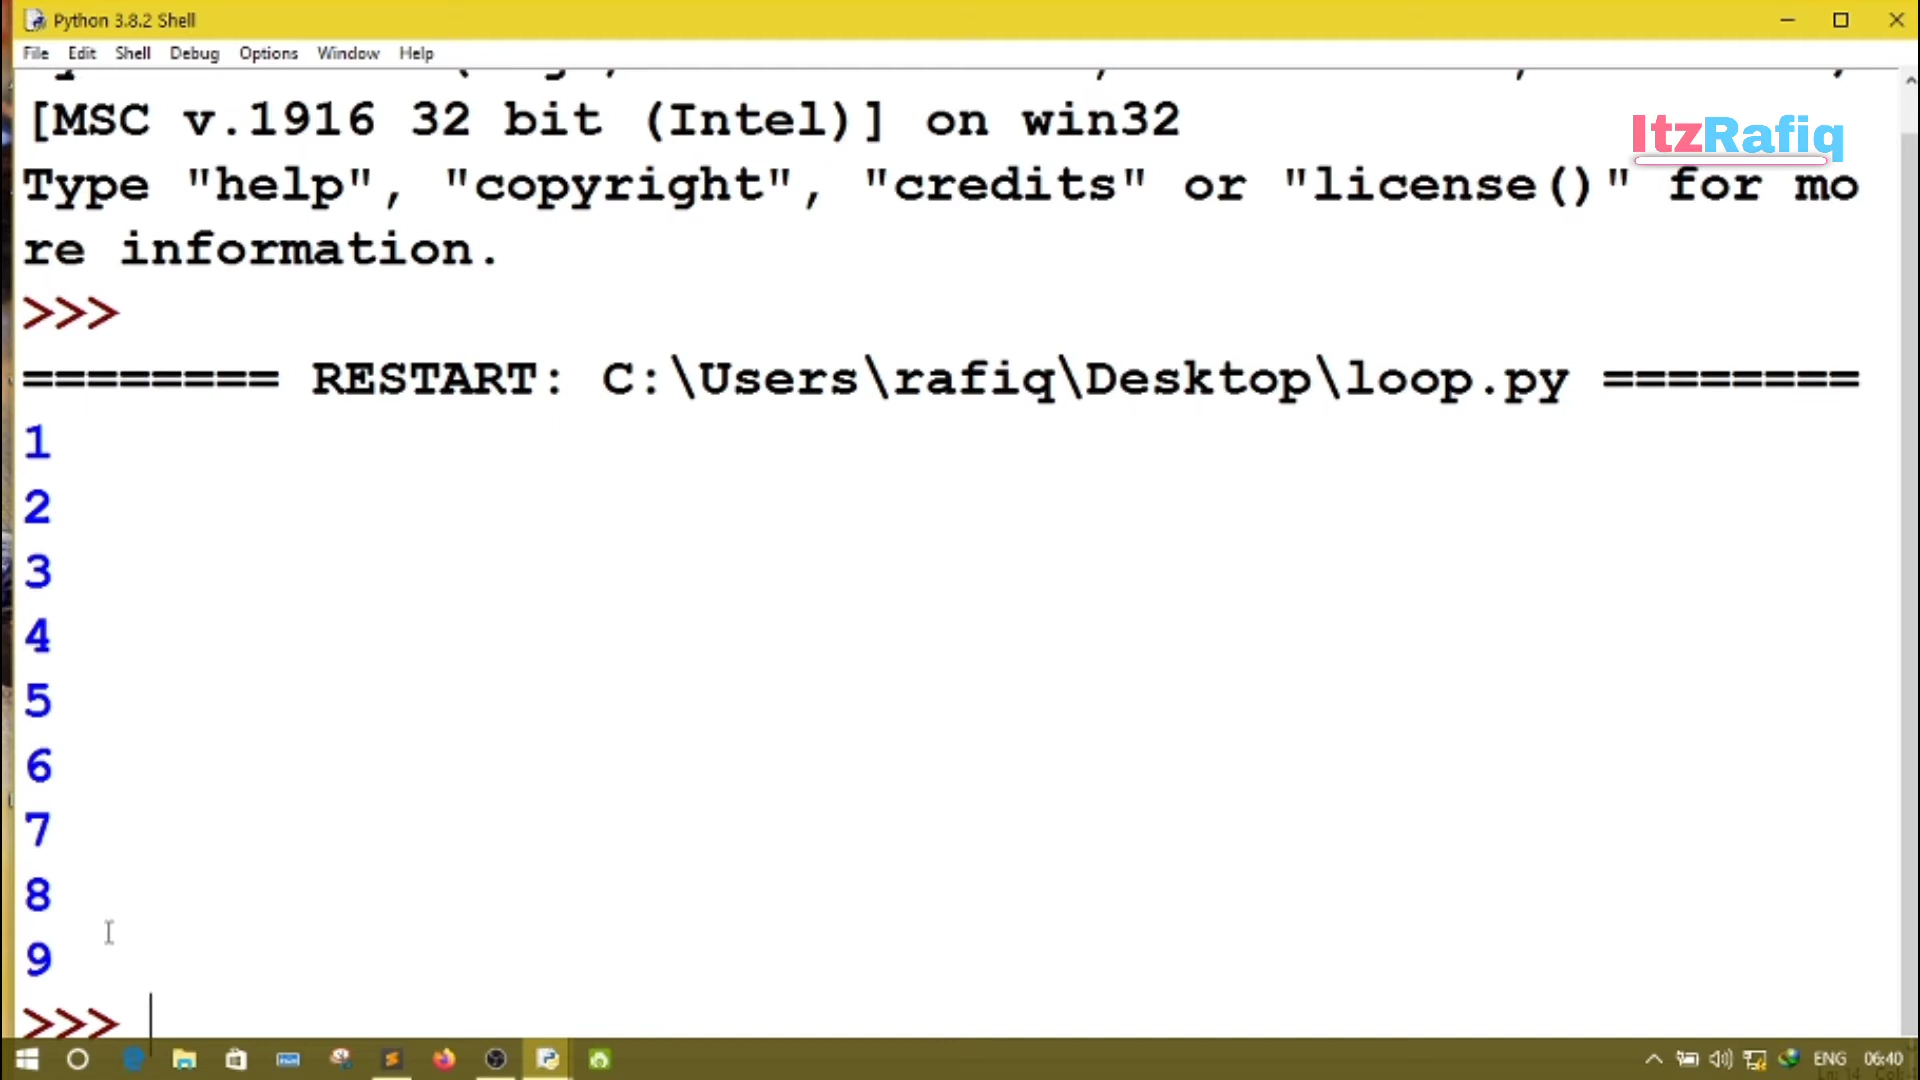 Python 3.8.2 Shell
File Edit Shell Debug Options Window Help
[MSC v.1916 32 bit (Intel)] on win32
ItzRafiq
Type "help", "copyright", "credits" or "license()" for mo
re information.
>>>
======== RESTART: C:\Users\rafiq\Desktop\loop.py ========
1
2
3
4
5
6
7
8
9
>>>
ENG 06:40